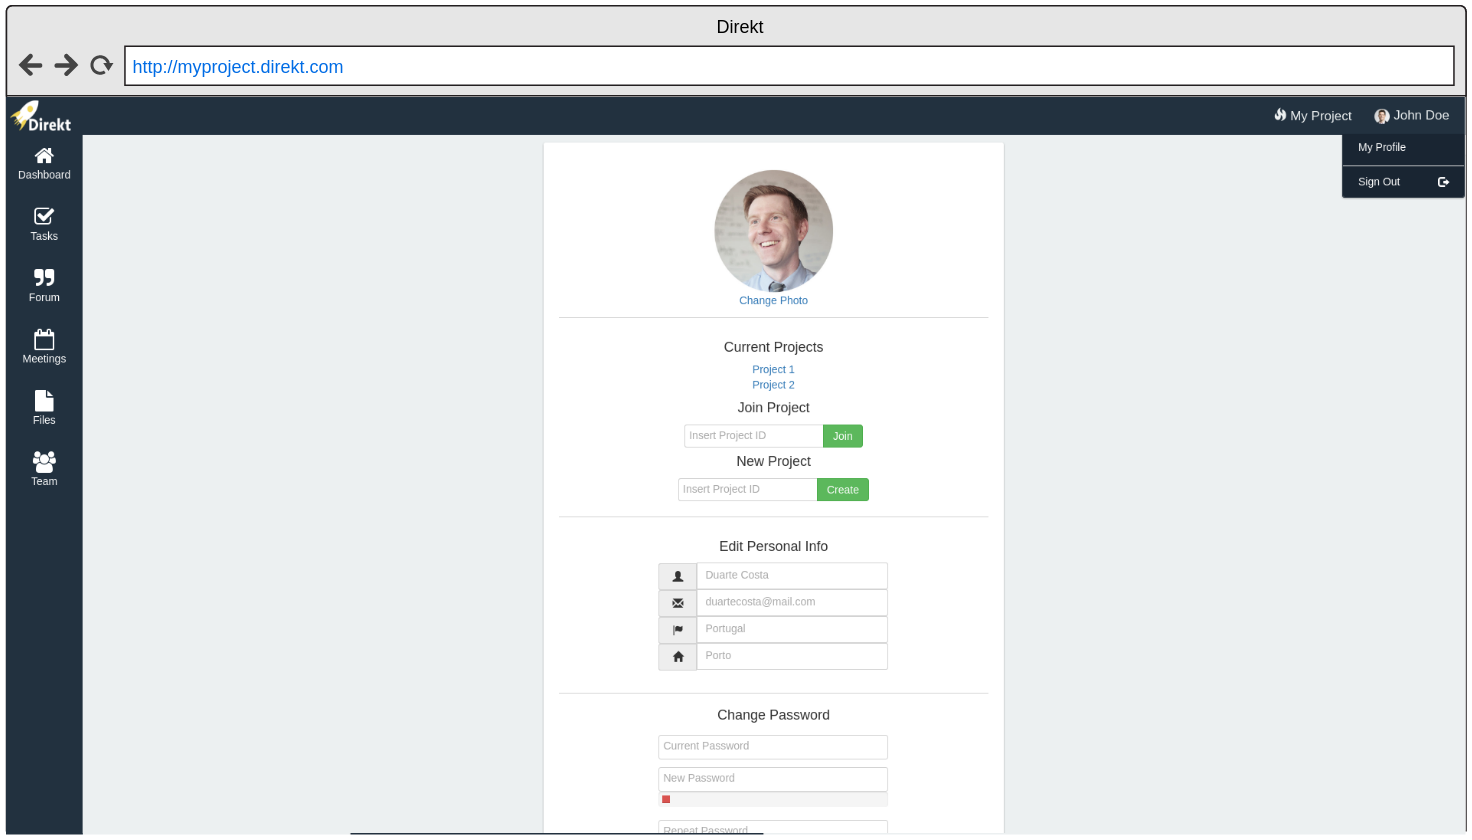 Direkt
http://myproject.direkt.com
Direkt
My Project
John Doe
My Profile
Sign Out
Dashboard
Tasks
Forum
Meetings
Files
Team
Change Photo
Current Projects
Project 1
Project 2
Join Project
Insert Project ID
Join
New Project
Insert Project ID
Create
Edit Personal Info
Duarte Costa
duartecosta@mail.com
Portugal
Porto
Change Password
Current Password
New Password
Repeat Password